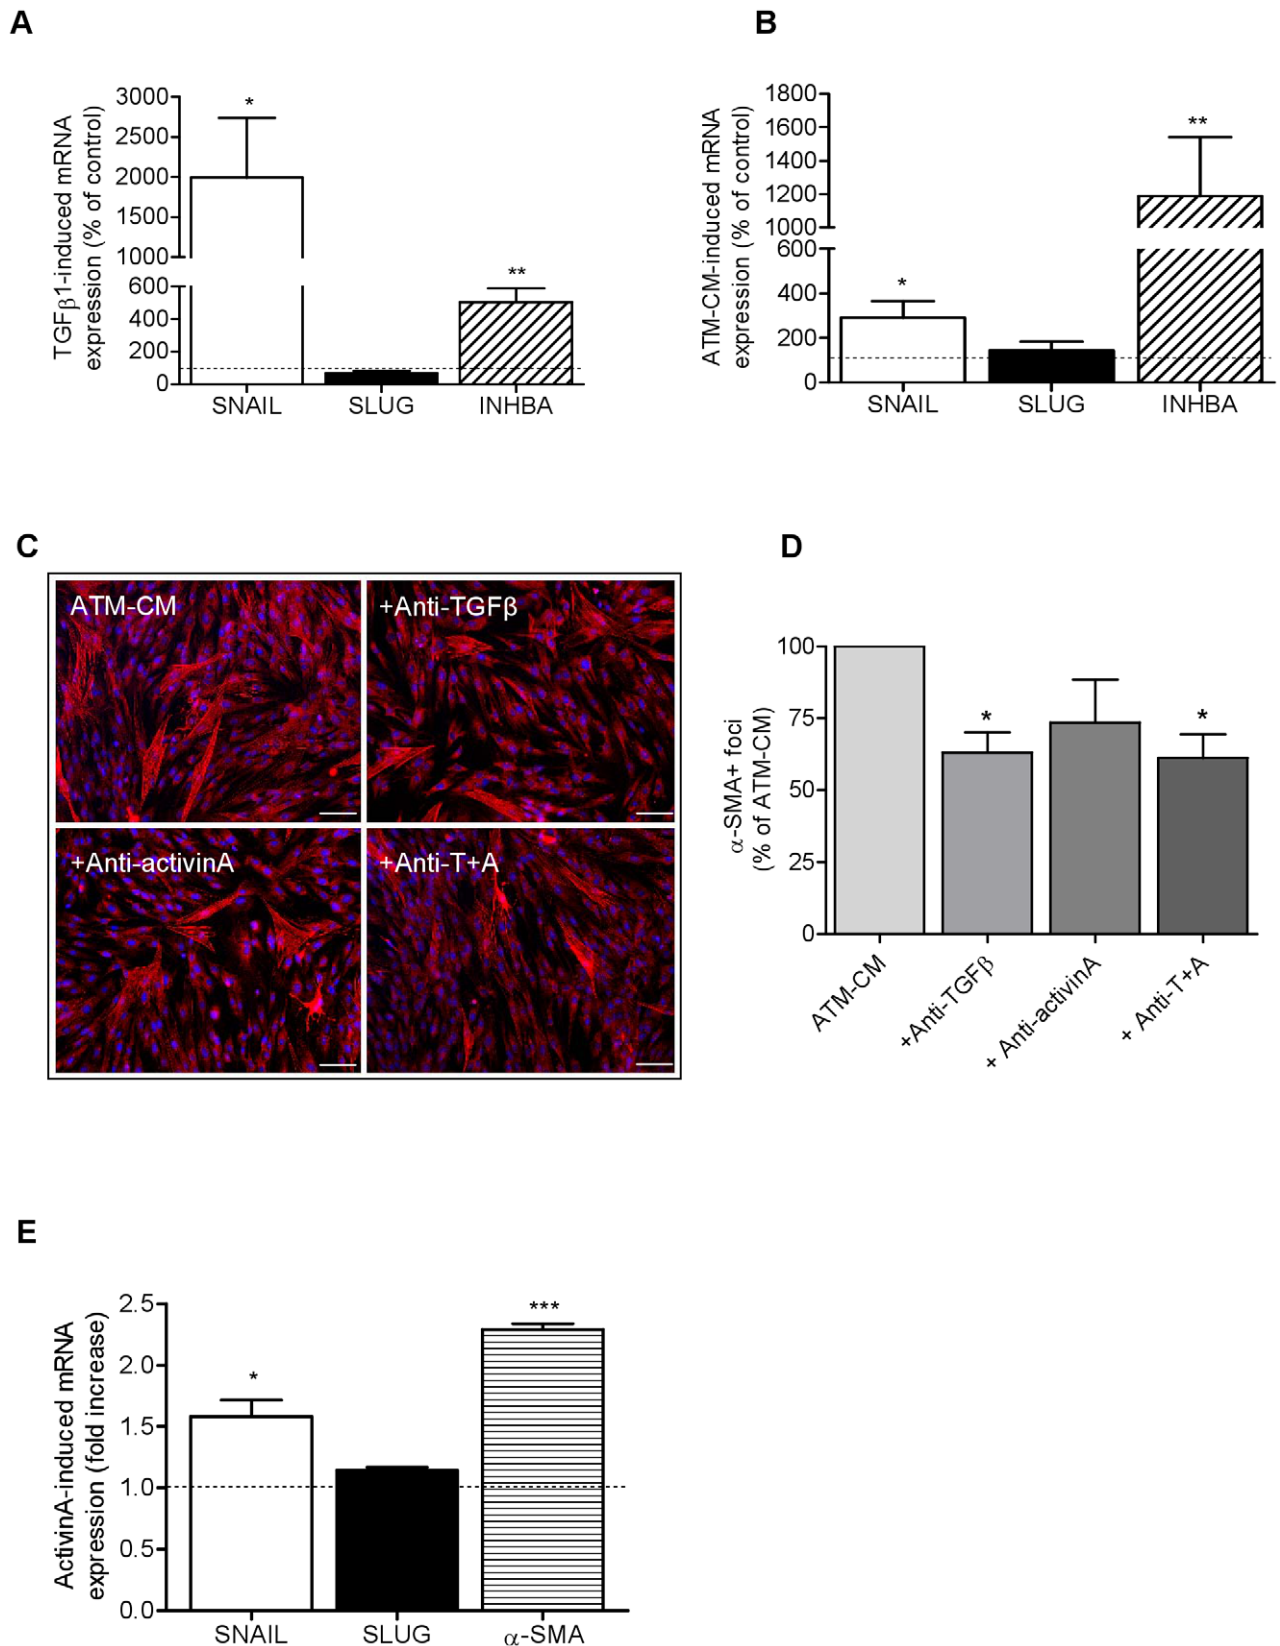 A
TGFβ1-induced mRNA
expression (% of control)
3000
2500
2000
1500
1000
600
400
200
0
*
**
SNAIL
SLUG
INHBA
B
ATM-CM-induced mRNA
expression (% of control)
1800
1600
1400
1200
1000
600
400
200
0
*
**
SNAIL
SLUG
INHBA
C
ATM-CM
+Anti-TGFβ
+Anti-activinA
+Anti-T+A
D
α-SMA+ foci
(% of ATM-CM)
100
75
50
25
0
*
*
ATM-CM
+Anti-TGFβ
+ Anti-activinA
+ Anti-T+A
E
ActivinA-induced mRNA
expression (fold increase)
2.5
2.0
1.5
1.0
0.5
0.0
*
***
SNAIL
SLUG
α-SMA